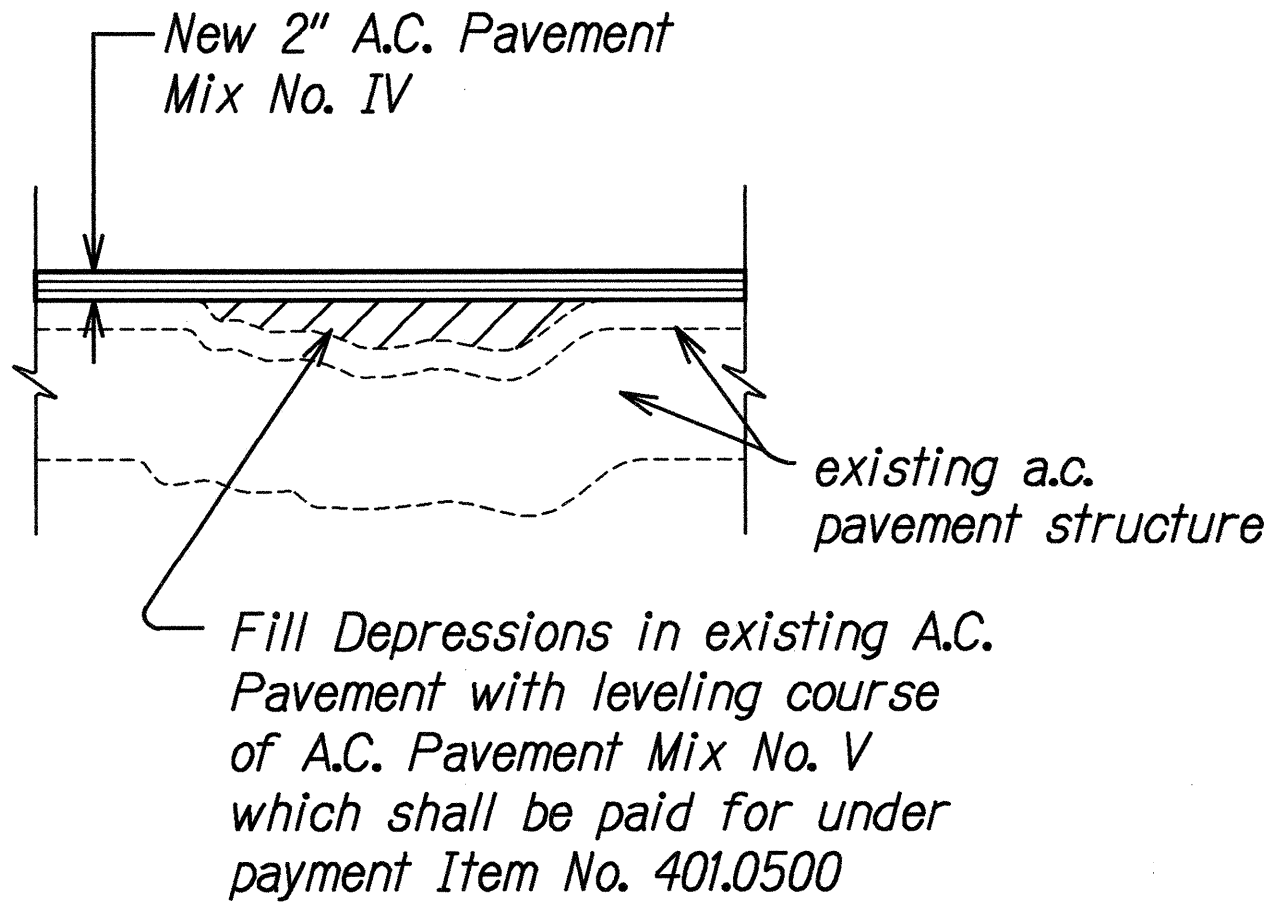 New 2" A.C. Pavement
Mix No. IV
existing a.c.
pavement structure
Fill Depressions in existing A.C.
Pavement with leveling course
of A.C. Pavement Mix No. V
which shall be paid for under
payment Item No. 401.0500